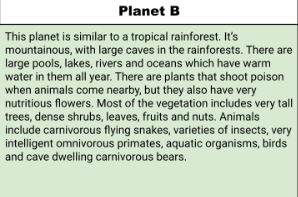 Planet B
This planet is similar to a tropical rainforest. It's
mountainous, with large caves in the rainforests. There are
large pools, lakes, rivers and oceans which have warm
water in them all year. There are plants that shoot poison
when animals come nearby, but they also have very
nutritious flowers. Most of the vegetation includes very tall
trees, dense shrubs, leaves, fruits and nuts. Animals
include carnivorous flying snakes, varieties of insects, very
intelligent omnivorous primates, aquatic organisms, birds
and cave dwelling carnivorous bears.